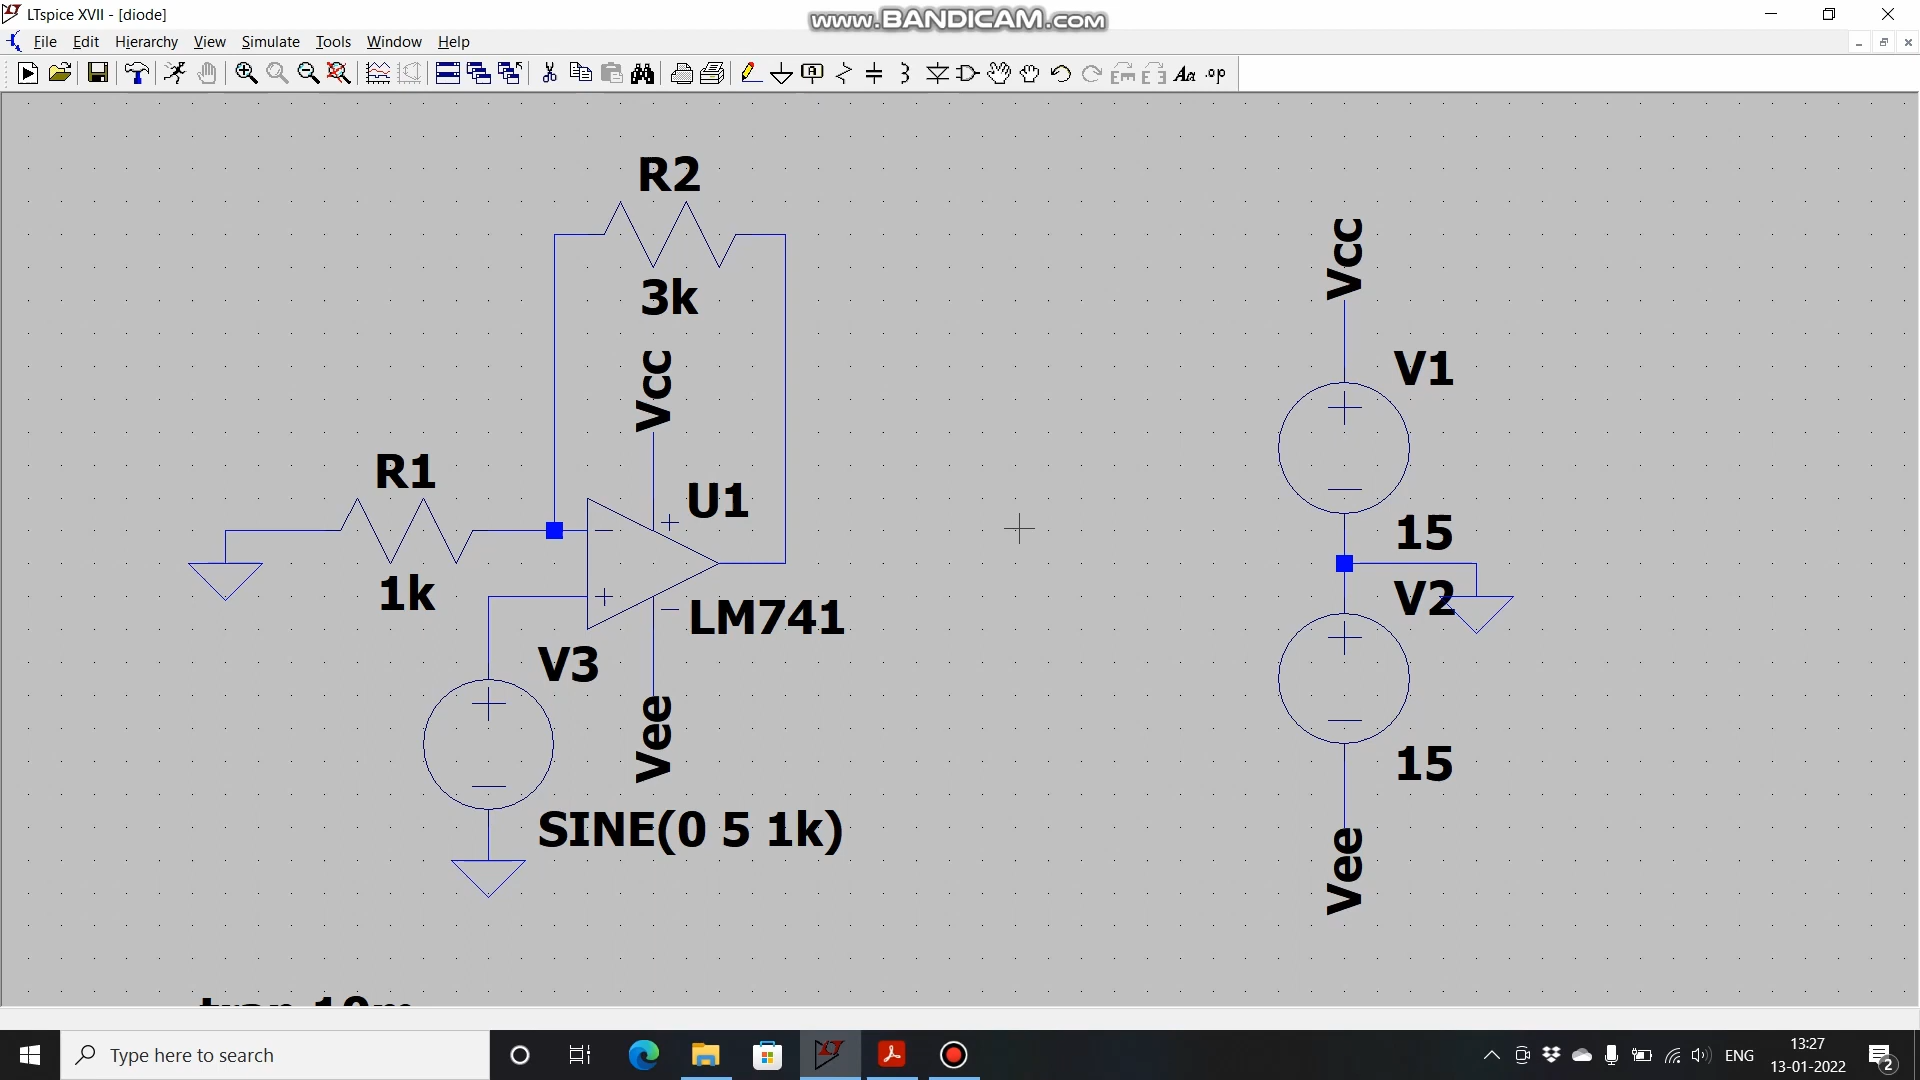 LTspice XVII - [diode]
www.BANDICAM.com
File Edit Hierarchy View Simulate Tools Window Help
R2
3k
Vcc
R1
1k
U1
LM741
V3
Vee
SINE(0 5 1k)
Vcc
V1
15
V2
15
Vee
.tran 10m
Type here to search
ENG
13:27
13-01-2022
2